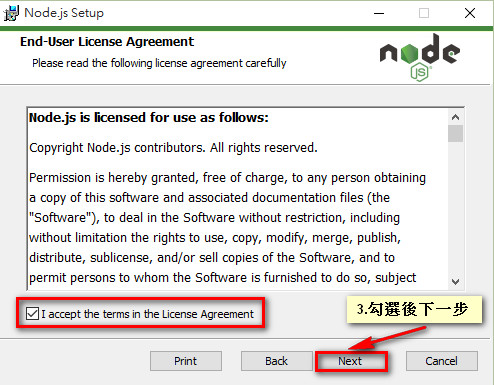 Node.js Setup
End-User License Agreement
Please read the following license agreement carefully
node
JS
Node.js is licensed for use as follows:
Copyright Node.js contributors. All rights reserved.
Permission is hereby granted, free of charge, to any person obtaining
a copy of this software and associated documentation files (the
"Software"), to deal in the Software without restriction, including
without limitation the rights to use, copy, modify, merge, publish,
distribute, sublicense, and/or sell copies of the Software, and to
permit persons to whom the Software is furnished to do so, subject
I accept the terms in the License Agreement
3.勾選後下一步
Print Back Next Cancel